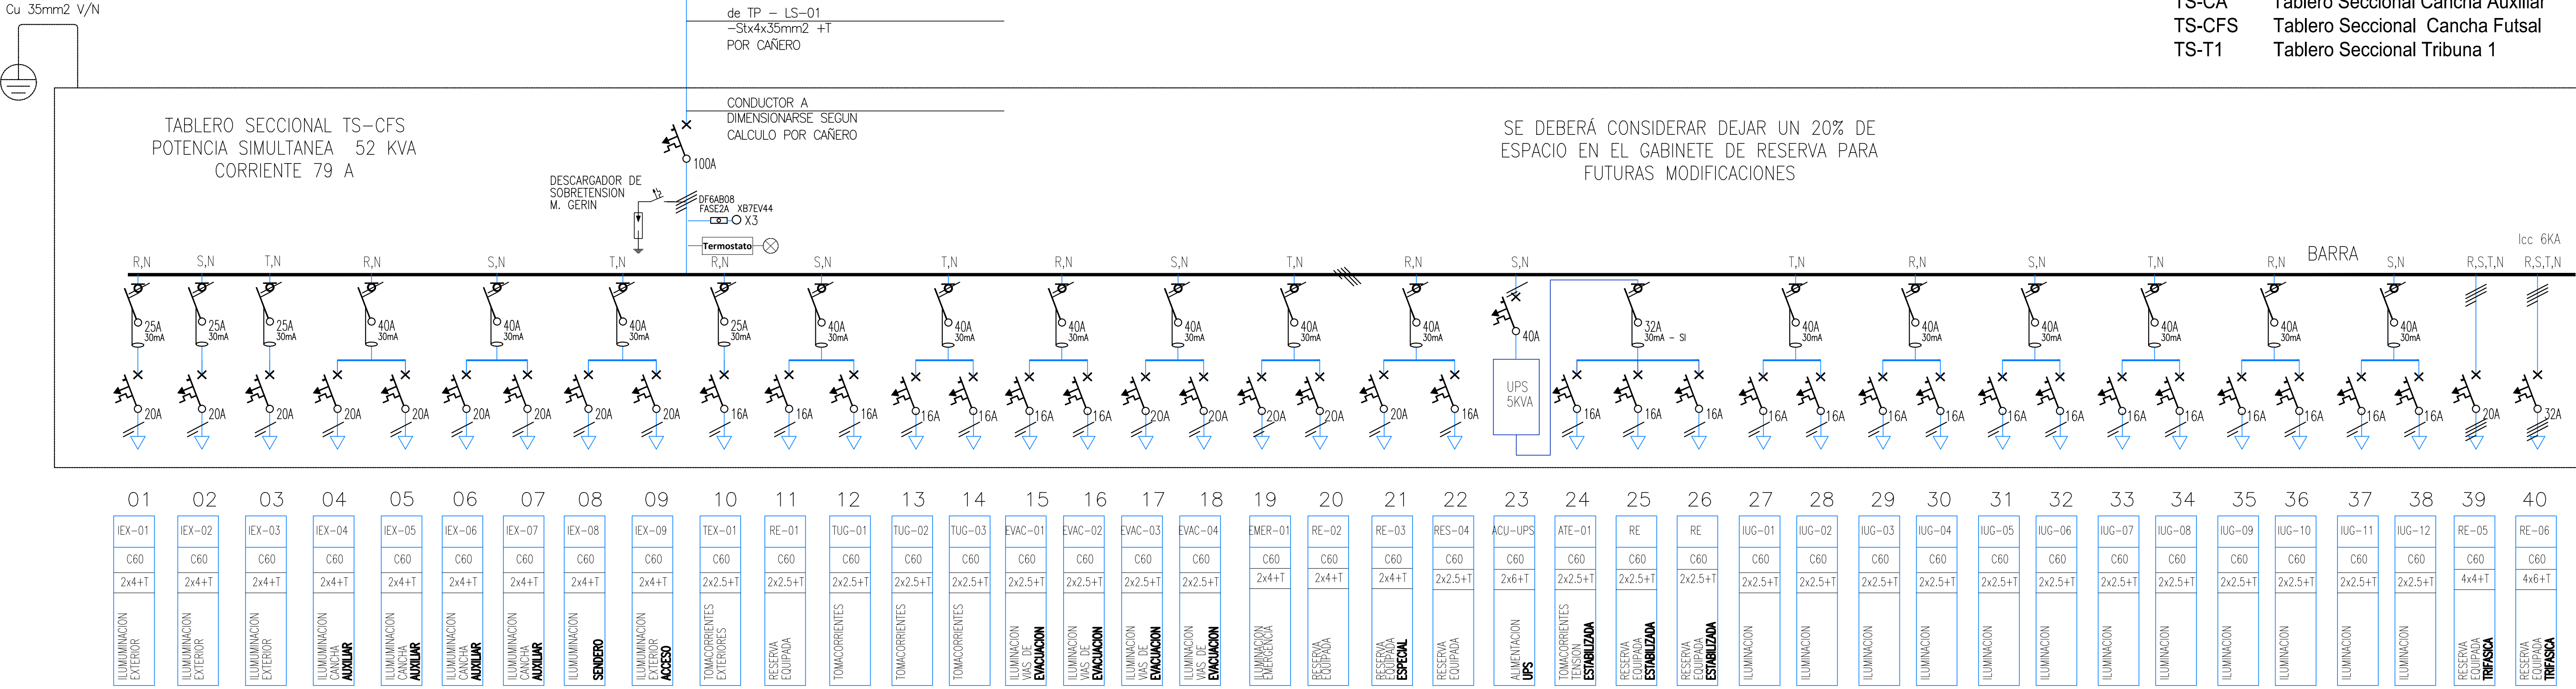 Cu 35mm2 V/N
de TP – LS–01
–Stx4x35mm2 +T
POR CAÑERO
TS-CA Tablero Seccional Cancha Auxiliar
TS-CFS Tablero Seccional Cancha Futsal
TS-T1 Tablero Seccional Tribuna 1
TABLERO SECCIONAL TS–CFS
POTENCIA SIMULTANEA 52 KVA
CORRIENTE 79 A
CONDUCTOR A
DIMENSIONARSE SEGUN
CALCULO POR CAÑERO
100A
SE DEBERÁ CONSIDERAR DEJAR UN 20% DE
ESPACIO EN EL GABINETE DE RESERVA PARA
FUTURAS MODIFICACIONES
DESCARGADOR DE
SOBRETENSION
M. GERIN
DF6AB08
FASE2A XB7EV44
X3
Termostato
Icc 6KA
BARRA
R,N S,N T,N R,N S,N T,N R,N S,N T,N R,N S,N T,N R,N S,N T,N R,N S,N T,N R,N S,N R,S,T,N R,S,T,N
25A 25A 25A 40A 40A 40A 25A 40A 40A 40A 40A 40A 40A 40A 32A 40A 40A 40A 40A 40A 40A
30mA 30mA 30mA 30mA 30mA 30mA 30mA 30mA 30mA 30mA 30mA 30mA 30mA 30mA – SI 30mA 30mA 30mA 30mA 30mA 30mA
UPS
5KVA
20A 20A 20A 20A 20A 20A 20A 20A 20A 16A 16A 16A 16A 16A 16A 16A 20A 20A 20A 20A 20A 16A 16A 16A 16A 16A 16A 16A 16A 16A 16A 16A 16A 16A 16A 16A 16A 20A 32A
01 02 03 04 05 06 07 08 09 10 11 12 13 14 15 16 17 18 19 20 21 22 23 24 25 26 27 28 29 30 31 32 33 34 35 36 37 38 39 40
IEX–01 IEX–02 IEX–03 IEX–04 IEX–05 IEX–06 IEX–07 IEX–08 IEX–09 TEX–01 RE–01 TUG–01 TUG–02 TUG–03 EVAC–01 EVAC–02 EVAC–03 EVAC–04 EMER–01 RE–02 RE–03 RES–04 ACU–UPS ATE–01 RE RE IUG–01 IUG–02 IUG–03 IUG–04 IUG–05 IUG–06 IUG–07 IUG–08 IUG–09 IUG–10 IUG–11 IUG–12 RE–05 RE–06
C60 C60 C60 C60 C60 C60 C60 C60 C60 C60 C60 C60 C60 C60 C60 C60 C60 C60 C60 C60 C60 C60 C60 C60 C60 C60 C60 C60 C60 C60 C60 C60 C60 C60 C60 C60 C60 C60 C60 C60
2x4+T 2x4+T 2x4+T 2x4+T 2x4+T 2x4+T 2x4+T 2x4+T 2x4+T 2x2.5+T 2x2.5+T 2x2.5+T 2x2.5+T 2x2.5+T 2x2.5+T 2x2.5+T 2x2.5+T 2x2.5+T 2x4+T 2x4+T 2x4+T 2x2.5+T 2x6+T 2x2.5+T 2x2.5+T 2x2.5+T 2x2.5+T 2x2.5+T 2x2.5+T 2x2.5+T 2x2.5+T 2x2.5+T 2x2.5+T 2x2.5+T 2x2.5+T 2x2.5+T 2x2.5+T 2x2.5+T 4x4+T 4x6+T
ILUMUMINACION
EXTERIOR
ILUMUMINACION
EXTERIOR
ILUMUMINACION
EXTERIOR
ILUMUMINACION
CANCHA
AUXILIAR
ILUMUMINACION
CANCHA
AUXILIAR
ILUMUMINACION
CANCHA
AUXILIAR
ILUMUMINACION
CANCHA
AUXILIAR
ILUMUMINACION
SENDERO
ILUMUMINACION
EXTERIOR
ACCESO
TOMACORRIENTES
EXTERIORES
RESERVA
EQUIPADA
TOMACORRIENTES
TOMACORRIENTES
TOMACORRIENTES
ILUMINACION
VIAS DE
EVACUACION
ILUMINACION
VIAS DE
EVACUACION
ILUMINACION
VIAS DE
EVACUACION
ILUMINACION
VIAS DE
EVACUACION
ILUMINACION
EMERGENCIA
RESERVA
EQUIPADA
RESERVA
EQUIPADA
ESPECIAL
RESERVA
EQUIPADA
ALIMENTACION
UPS
TOMACORRIENTES
TENSION
ESTABILIZADA
RESERVA
EQUIPADA
ESTABILIZADA
RESERVA
EQUIPADA
ESTABILIZADA
ILUMINACION
ILUMINACION
ILUMINACION
ILUMINACION
ILUMINACION
ILUMINACION
ILUMINACION
ILUMINACION
ILUMINACION
ILUMINACION
ILUMINACION
ILUMINACION
RESERVA
EQUIPADA
TRIFASICA
RESERVA
EQUIPADA
TRIFASICA